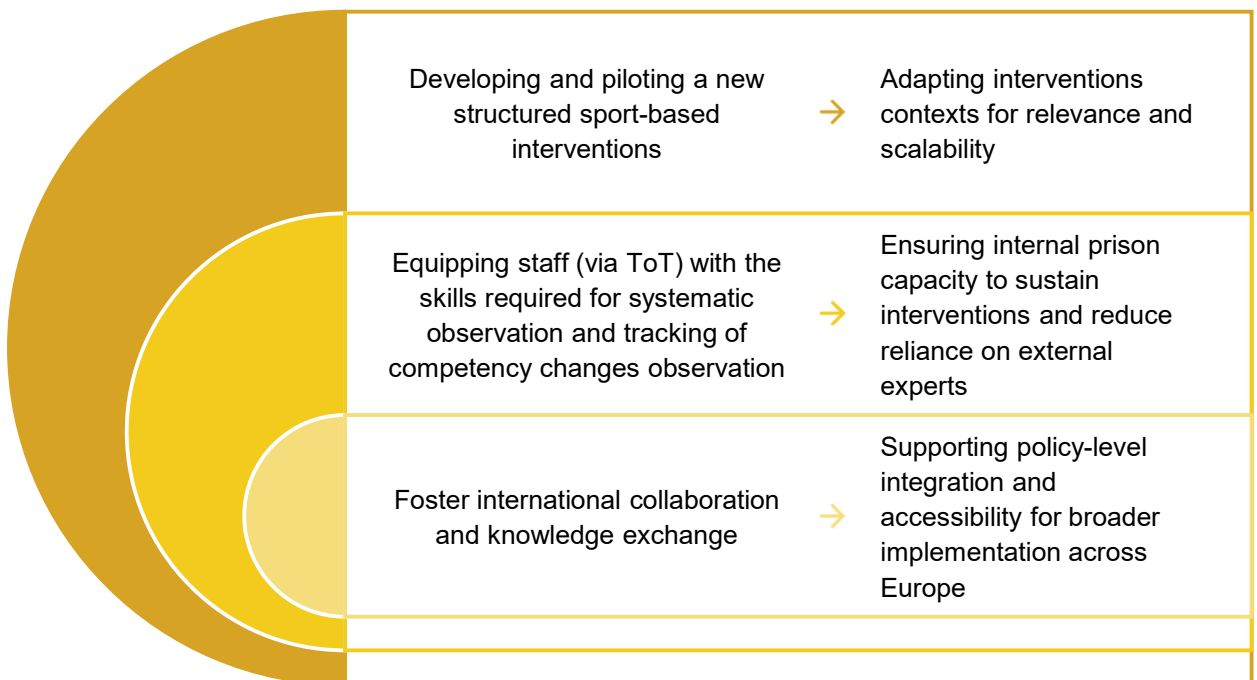 Developing and piloting a new
structured sport-based
interventions
→
Adapting interventions
contexts for relevance and
scalability
Equipping staff (via ToT) with the
skills required for systematic
observation and tracking of
competency changes observation
→
Ensuring internal prison
capacity to sustain
interventions and reduce
reliance on external
experts
Foster international collaboration
and knowledge exchange
→
Supporting policy-level
integration and
accessibility for broader
implementation across
Europe